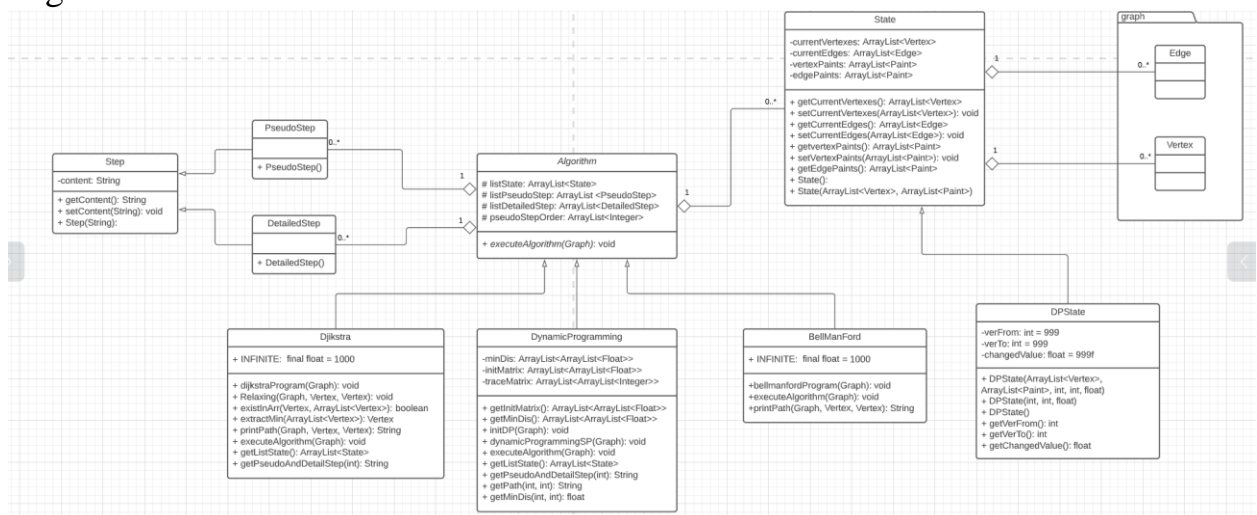 State
-currentVertexes: ArrayList<Vertex>
-currentEdges: ArrayList<Edge>
-vertexPaints: ArrayList<Paint>
-edgePaints: ArrayList<Paint>
+ getCurrentVertexes(): ArrayList<Vertex>
+ setCurrentVertexes(ArrayList<Vertex>): void
+ getCurrentEdges(): ArrayList<Edge>
+ setCurrentEdges(ArrayList<Edge>): void
+ getvertexPaints(): ArrayList<Paint>
+ setVertexPaints(ArrayList<Paint>): void
+ getEdgePaints(): ArrayList<Paint>
+ State():
+ State(ArrayList<Vertex>, ArrayList<Paint>)
graph
Edge
Vertex
1
0..*
1
0..*
0..*
1
PseudoStep
+ PseudoStep()
0..*
1
Step
-content: String
+ getContent(): String
+ setContent(String): void
+ Step(String):
DetailedStep
+ DetailedStep()
0..*
1
Algorithm
# listState: ArrayList<State>
# listPseudoStep: ArrayList <PseudoStep>
# listDetailedStep: ArrayList<DetailedStep>
# pseudoStepOrder: ArrayList<Integer>
+ executeAlgorithm(Graph): void
Djikstra
+ INFINITE: final float = 1000
+ dijkstraProgram(Graph): void
+ Relaxing(Graph, Vertex, Vertex): void
+ existInArr(Vertex, ArrayList<Vertex>): boolean
+ extractMin(ArrayList<Vertex>): Vertex
+ printPath(Graph, Vertex, Vertex): String
+ executeAlgorithm(Graph): void
+ getListState(): ArrayList<State>
+ getPseudoAndDetailStep(int): String
DynamicProgramming
-minDis: ArrayList<ArrayList<Float>>
-initMatrix: ArrayList<ArrayList<Float>>
-traceMatrix: ArrayList<ArrayList<Integer>>
+ getInitMatrix(): ArrayList<ArrayList<Float>>
+ getMinDis(): ArrayList<ArrayList<Float>>
+ initDP(Graph): void
+ dynamicProgrammingSP(Graph): void
+ executeAlgorithm(Graph): void
+ getListState(): ArrayList<State>
+ getPseudoAndDetailStep(int): String
+ getPath(int, int): String
+ getMinDis(int, int): float
BellManFord
+ INFINITE: final float = 1000
+bellmanfordProgram(Graph): void
+executeAlgorithm(Graph): void
+printPath(Graph, Vertex, Vertex): String
DPState
-verFrom: int = 999
-verTo: int = 999
-changedValue: float = 999f
+ DPState(ArrayList<Vertex>,
ArrayList<Paint>, int, int, float)
+ DPState(int, int, float)
+ DPState()
+ getVerFrom(): int
+ getVerTo(): int
+ getChangedValue(): float